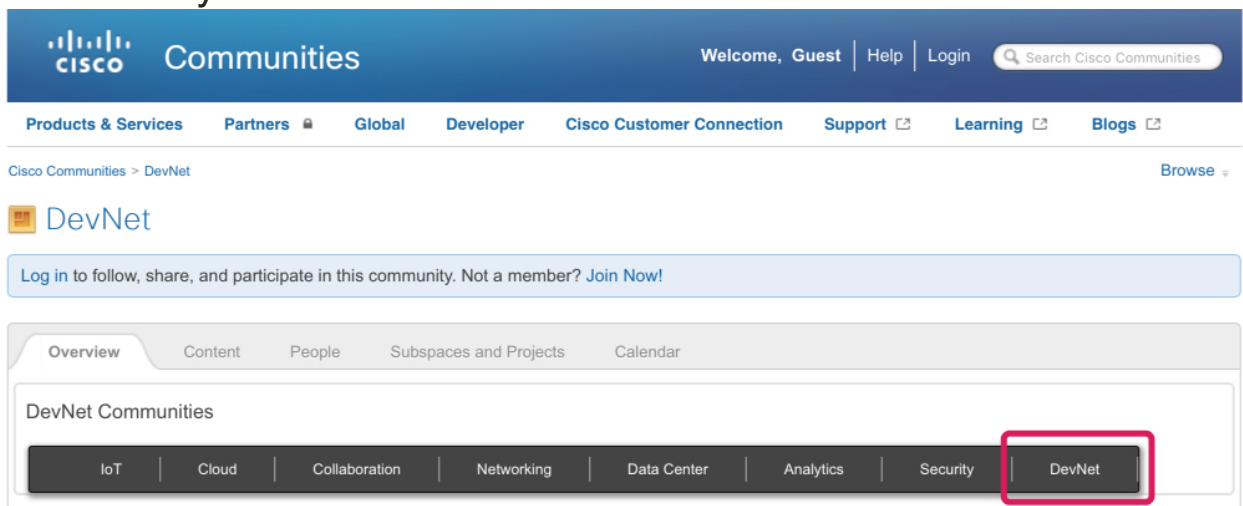 CISCO Communities Welcome, Guest Help Login Search Cisco Communities
Products & Services Partners Global Developer Cisco Customer Connection Support Learning Blogs
Cisco Communities > DevNet Browse
DevNet
Log in to follow, share, and participate in this community. Not a member? Join Now!
Overview Content People Subspaces and Projects Calendar
DevNet Communities
IoT Cloud Collaboration Networking Data Center Analytics Security DevNet